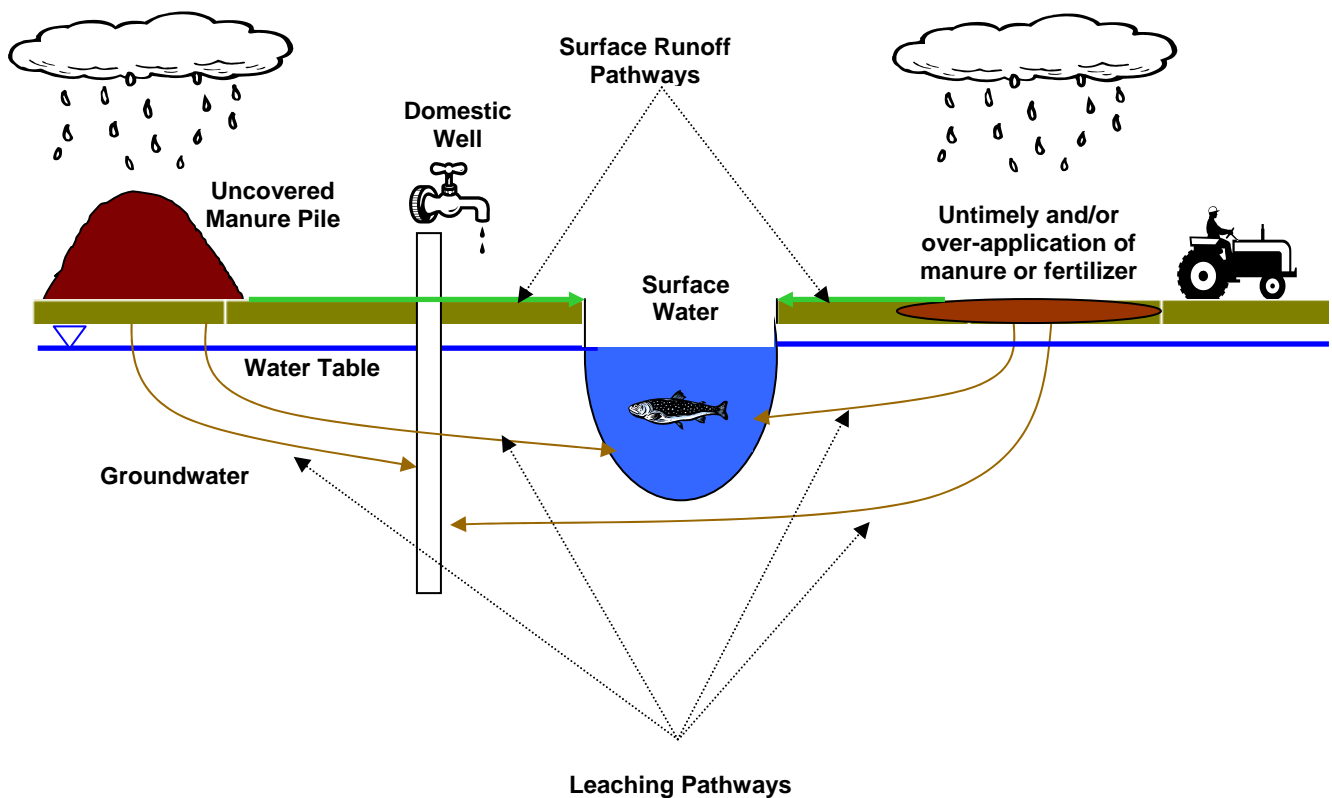 Surface Runoff
Pathways
Domestic
Well
Uncovered
Manure Pile
Untimely and/or
over-application of
manure or fertilizer
Surface
Water
Water Table
Groundwater
Leaching Pathways